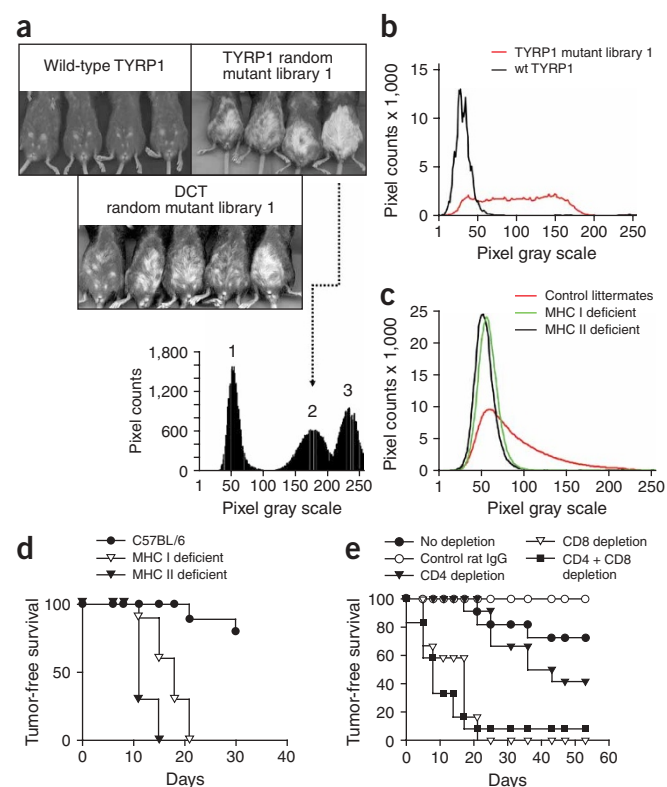 a
Wild-type TYRP1
TYRP1 random
mutant library 1
DCT
random mutant library 1
1,800
1,200
600
0
Pixel counts
1
2
3
1 50 100 150 200 250
Pixel gray scale
b
TYRP1 mutant library 1
wt TYRP1
15
10
5
0
Pixel counts x 1,000
1 50 100 150 200 250
Pixel gray scale
c
Control littermates
MHC I deficient
MHC II deficient
25
20
15
10
5
0
Pixel counts x 1,000
1 50 100 150 200 250
Pixel gray scale
d
C57BL/6
MHC I deficient
MHC II deficient
100
50
0
Tumor-free survival
0 10 20 30 40
Days
e
No depletion
Control rat IgG
CD4 depletion
CD8 depletion
CD4 + CD8
depletion
100
80
60
40
20
0
Tumor-free survival
0 10 20 30 40 50 60
Days